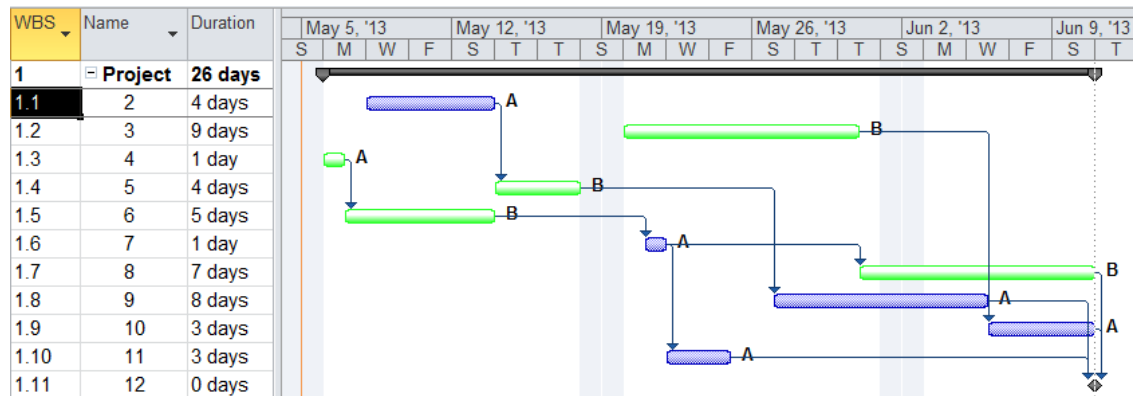 WBS Name Duration May 5, '13 May 12, '13 May 19, '13 May 26, '13 Jun 2, '13 Jun 9, '13
S M W F S T T S M W F S T T S M W F S T
1 Project 26 days
1.1 2 4 days A
1.2 3 9 days B
1.3 4 1 day A
1.4 5 4 days B
1.5 6 5 days B
1.6 7 1 day A
1.7 8 7 days B
1.8 9 8 days A
1.9 10 3 days A
1.10 11 3 days A
1.11 12 0 days